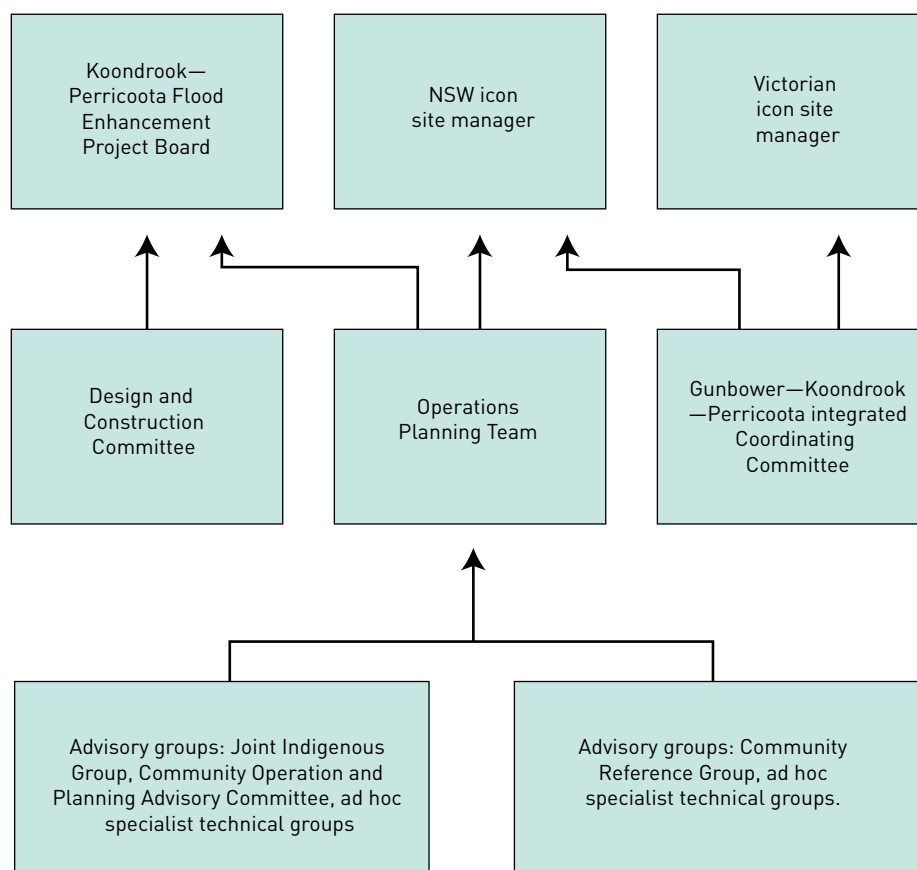 Koondrook—
Perricoota Flood
Enhancement
Project Board
NSW icon
site manager
Victorian
icon site
manager
Design and
Construction
Committee
Operations
Planning Team
Gunbower—Koondrook
—Perricoota integrated
Coordinating
Committee
Advisory groups: Joint Indigenous
Group, Community Operation and
Planning Advisory Committee, ad hoc
specialist technical groups
Advisory groups: Community
Reference Group, ad hoc
specialist technical groups.